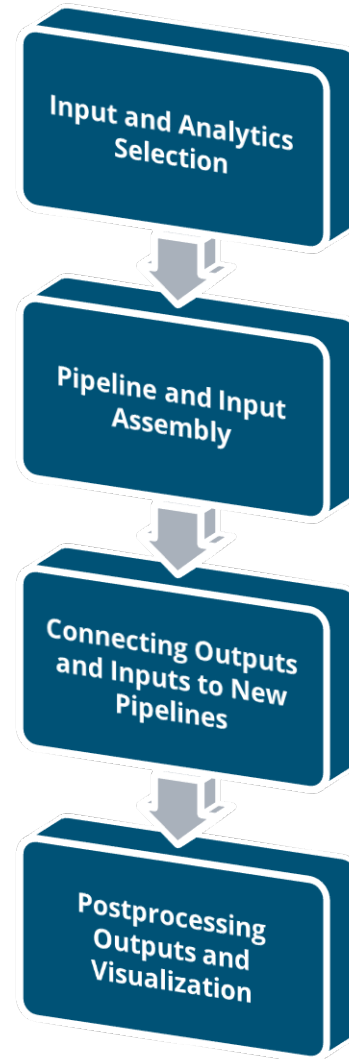 Input and Analytics
Selection
Pipeline and Input
Assembly
Connecting Outputs
and Inputs to New
Pipelines
Postprocessing
Outputs and
Visualization